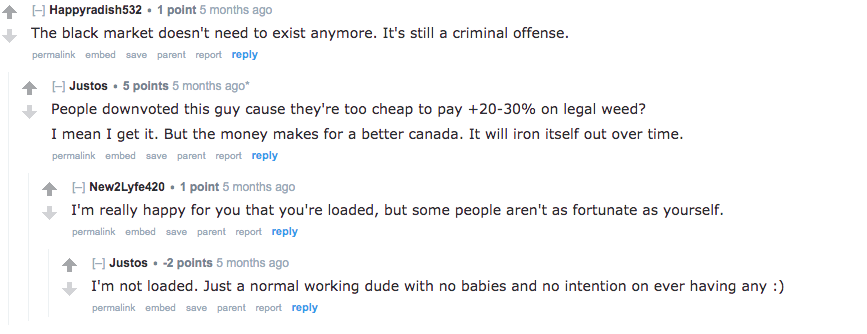 [–] Happyradish532 • 1 point 5 months ago
The black market doesn't need to exist anymore. It's still a criminal offense.
permalink embed save parent report reply
[–] Justos • 5 points 5 months ago*
People downvoted this guy cause they're too cheap to pay +20-30% on legal weed?
I mean I get it. But the money makes for a better canada. It will iron itself out over time.
permalink embed save parent report reply
[–] New2Lyfe420 • 1 point 5 months ago
I'm really happy for you that you're loaded, but some people aren't as fortunate as yourself.
permalink embed save parent report reply
[–] Justos • -2 points 5 months ago
I'm not loaded. Just a normal working dude with no babies and no intention on ever having any :)
permalink embed save parent report reply